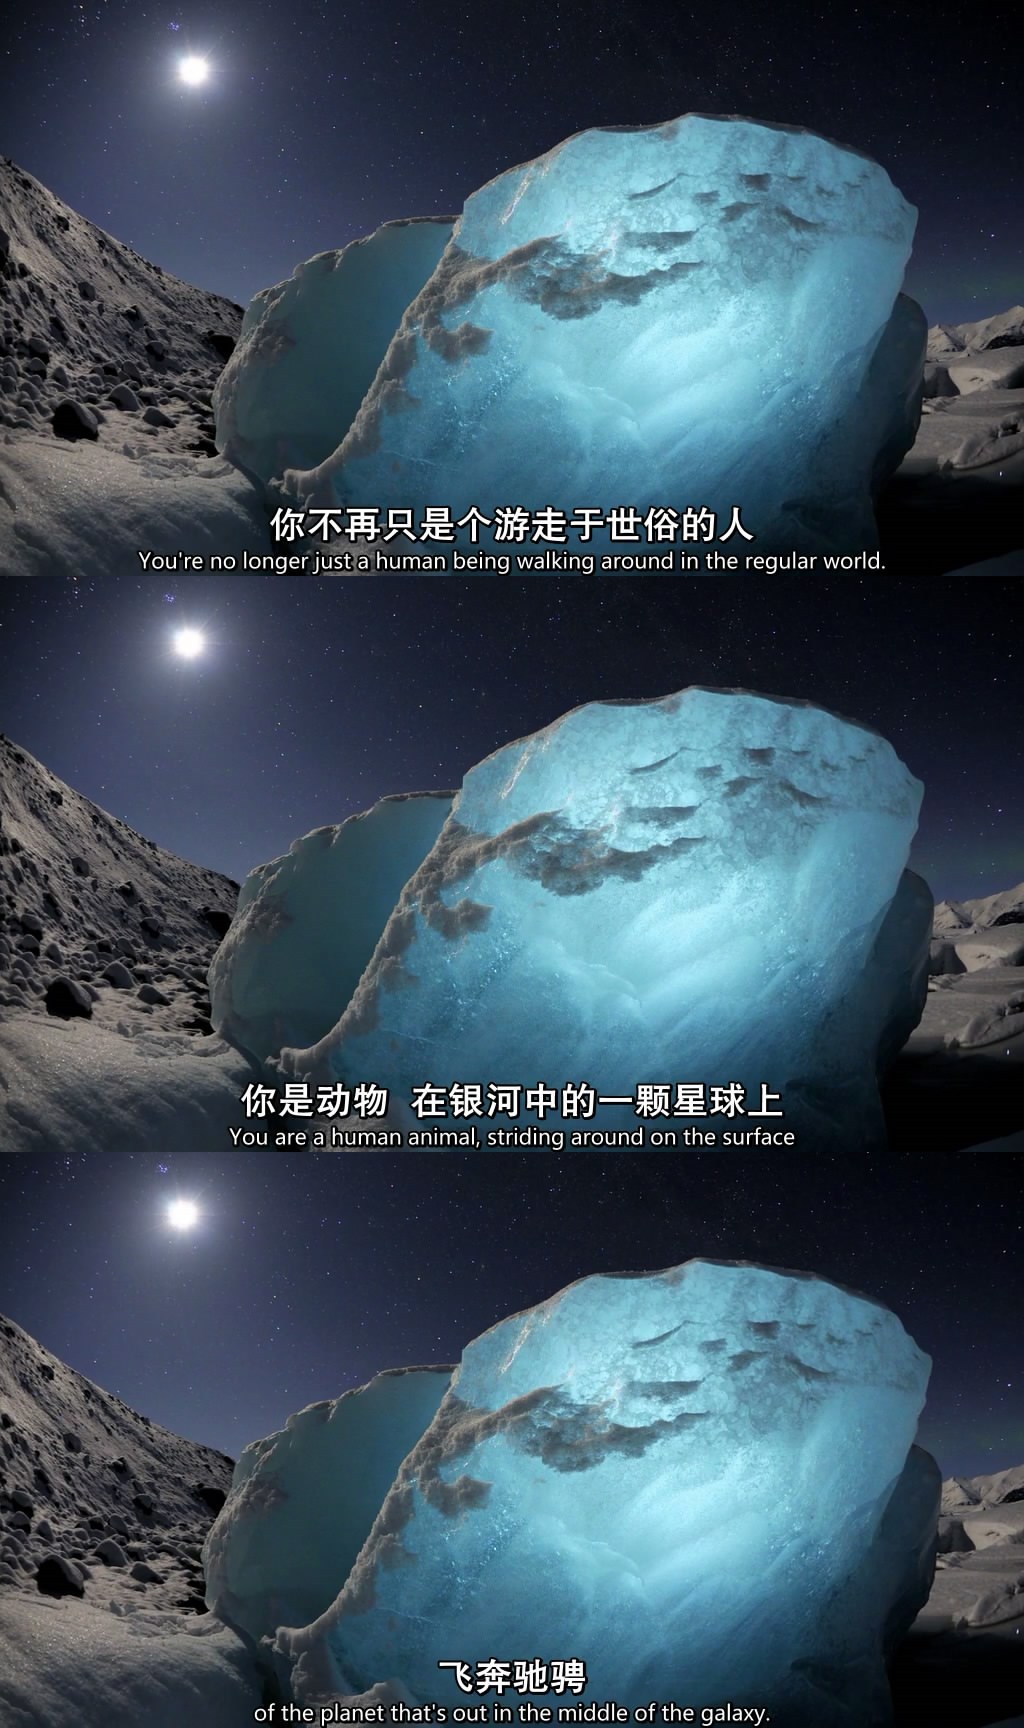 你不再只是个游走于世俗的人
You're no longer just a human being walking around in the regular world.
你是动物 在银河中的一颗星球上
You are a human animal, striding around on the surface
飞奔驰骋
of the planet that's out in the middle of the galaxy.